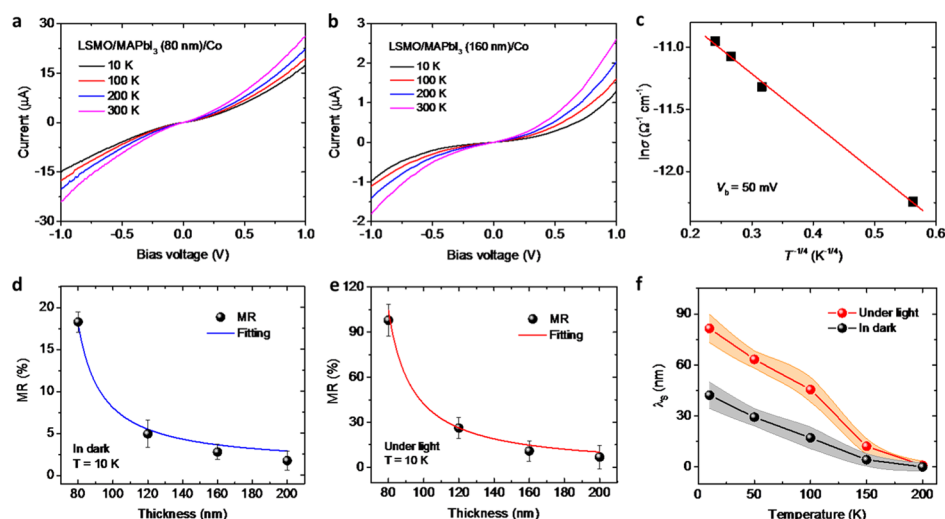 a
LSMO/MAPbI3 (80 nm)/Co
10 K
100 K
200 K
300 K
30
15
0
-15
-30
Current (µA)
-1.0 -0.5 0.0 0.5 1.0
Bias voltage (V)
b
LSMO/MAPbI3 (160 nm)/Co
10 K
100 K
200 K
300 K
3
2
1
0
-1
-2
Current (µA)
-1.0 -0.5 0.0 0.5 1.0
Bias voltage (V)
c
-11.0
-11.5
-12.0
lnσ (Ω-1 cm-1)
Vb = 50 mV
0.2 0.3 0.4 0.5 0.6
T-1/4 (K-1/4)
d
MR
Fitting
20
15
10
5
0
MR (%)
In dark
T = 10 K
80 100 120 140 160 180 200
Thickness (nm)
e
MR
Fitting
120
90
60
30
0
MR (%)
Under light
T = 10 K
80 100 120 140 160 180 200
Thickness (nm)
f
Under light
In dark
90
60
30
0
λs (nm)
0 50 100 150 200
Temperature (K)